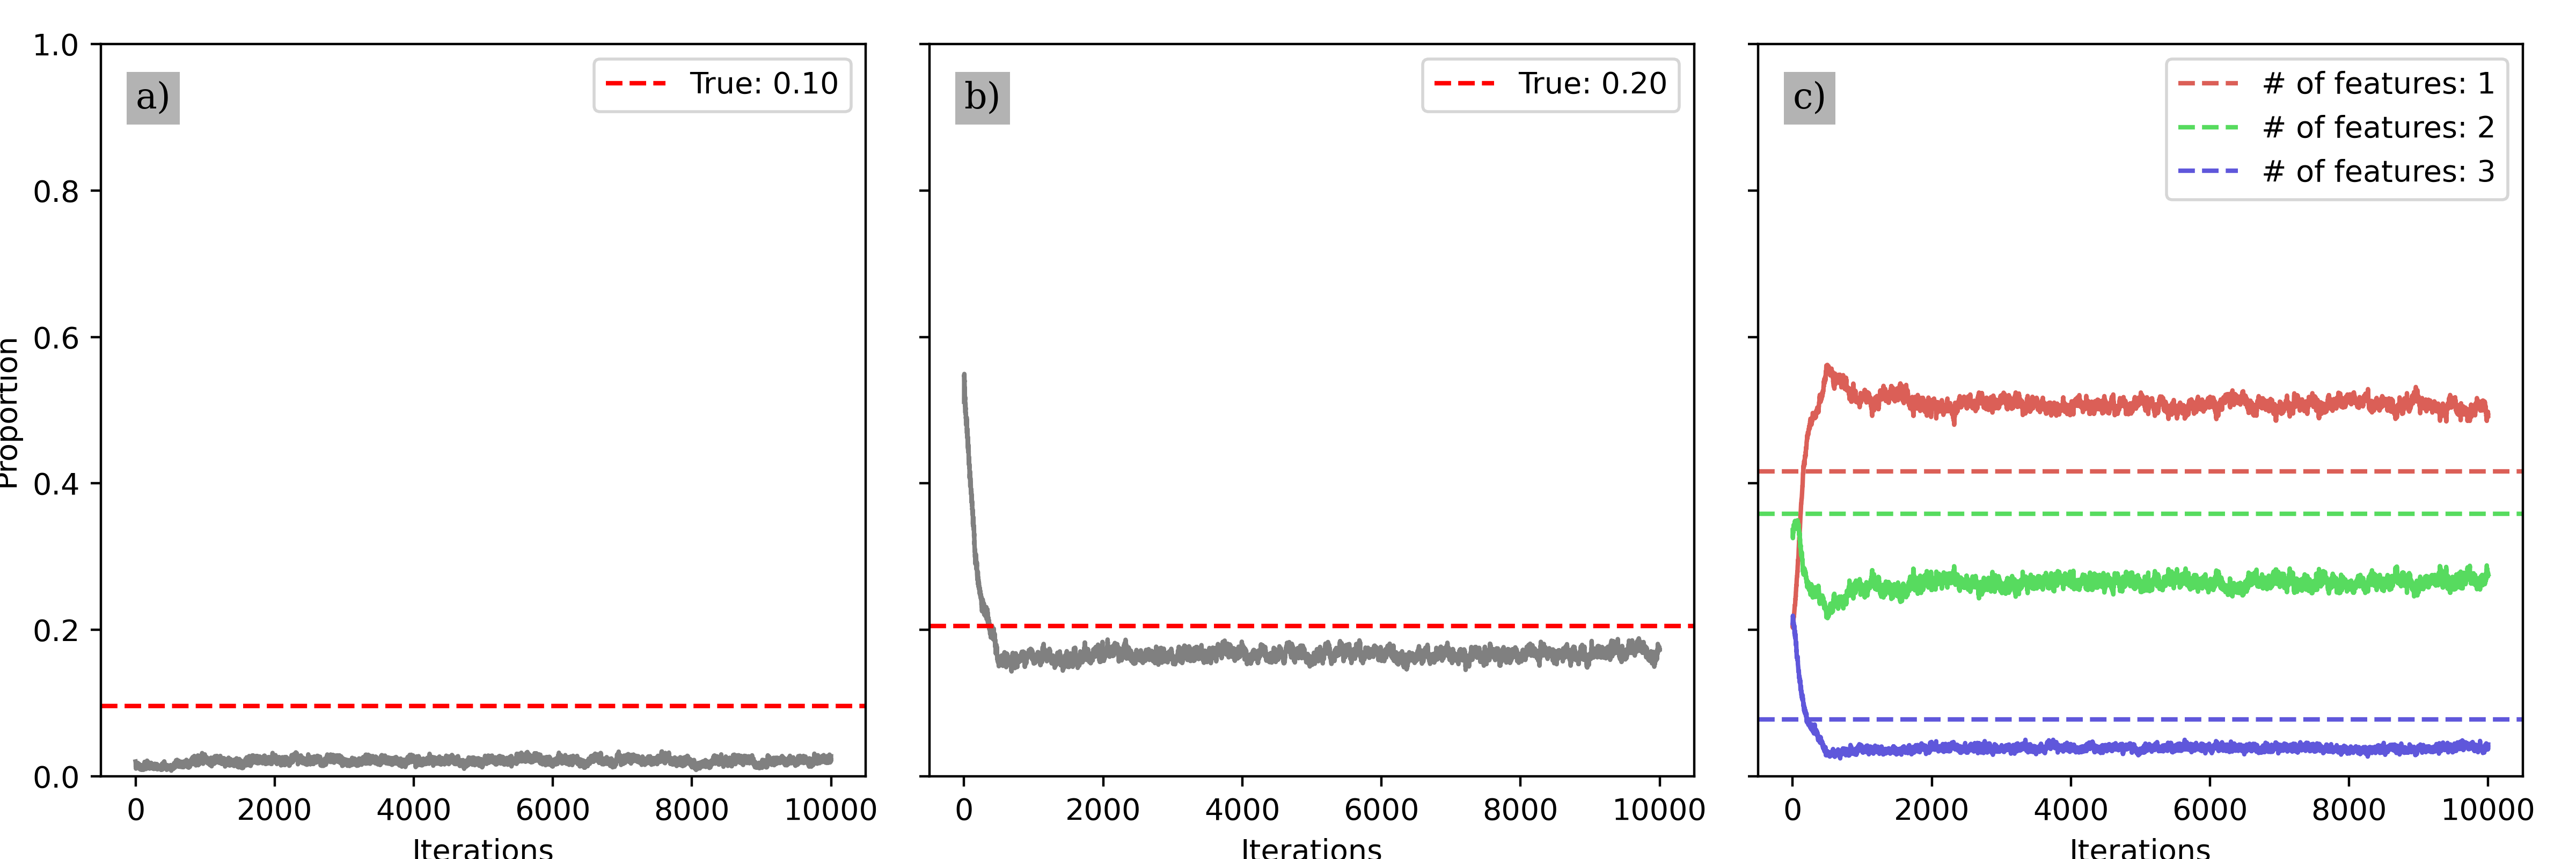 Proportion
1.0
0.8
0.6
0.4
0.2
0.0
a)
True: 0.10
0 2000 4000 6000 8000 10000
Iterations
b)
True: 0.20
0 2000 4000 6000 8000 10000
Iterations
c)
# of features: 1
# of features: 2
# of features: 3
0 2000 4000 6000 8000 10000
Iterations